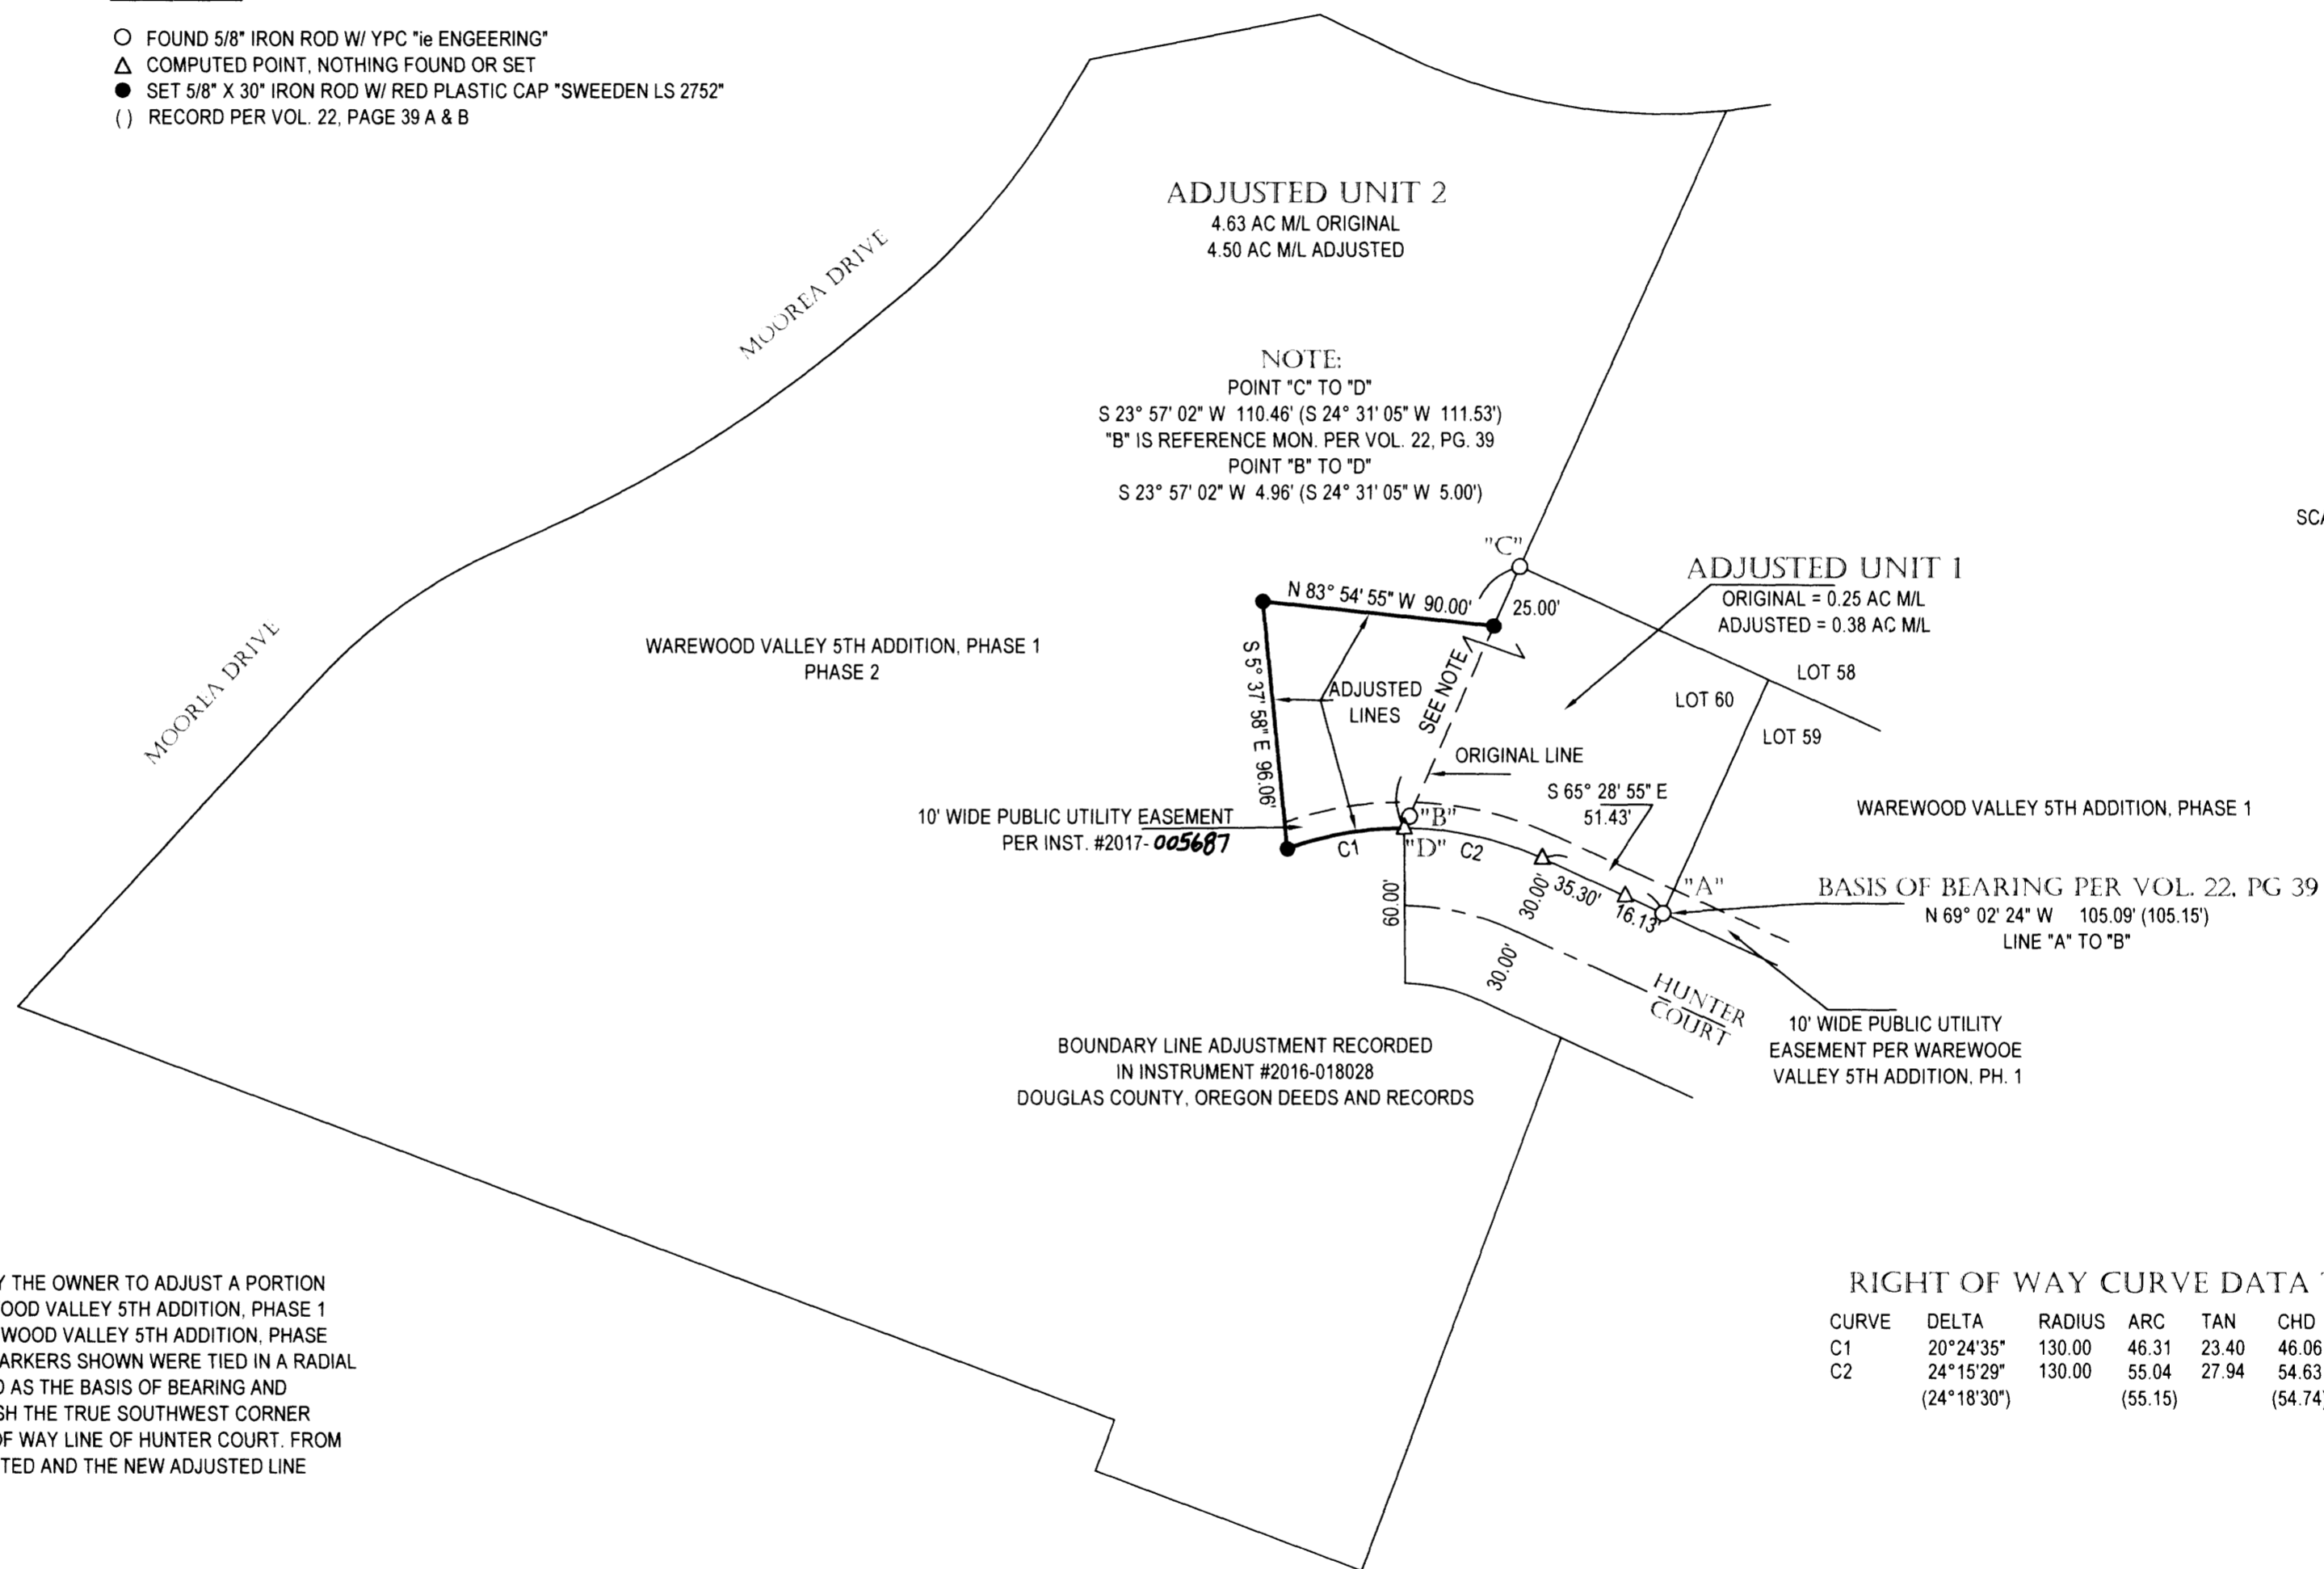 FOUND 5/8" IRON ROD W/ YPC "ie ENGEERING"
COMPUTED POINT, NOTHING FOUND OR SET
SET 5/8" X 30" IRON ROD W/ RED PLASTIC CAP "SWEEDEN LS 2752"
( ) RECORD PER VOL. 22, PAGE 39 A & B
ADJUSTED UNIT 2
4.63 AC M/L ORIGINAL
4.50 AC M/L ADJUSTED
MOOREA DRIVE
NOTE:
POINT "C" TO "D"
S 23° 57' 02" W 110.46' (S 24° 31' 05" W 111.53')
"B" IS REFERENCE MON. PER VOL. 22, PG. 39
POINT "B" TO "D"
S 23° 57' 02" W 4.96' (S 24° 31' 05" W 5.00')
SCA
"C"
ADJUSTED UNIT 1
ORIGINAL = 0.25 AC M/L
ADJUSTED = 0.38 AC M/L
N 83° 54' 55" W 90.00'
25.00'
MOOREA DRIVE
WAREWOOD VALLEY 5TH ADDITION, PHASE 1
PHASE 2
S 5° 37' 58" E 96.06'
ADJUSTED
LINES
SEE NOTE
LOT 58
LOT 60
LOT 59
ORIGINAL LINE
S 65° 28' 55" E
51.43'
WAREWOOD VALLEY 5TH ADDITION, PHASE 1
10' WIDE PUBLIC UTILITY EASEMENT
PER INST. #2017-005687
"B"
C1
"D"
C2
60.00'
30.00'
35.30'
16.13'
"A"
BASIS OF BEARING PER VOL. 22, PG 39
N 69° 02' 24" W 105.09' (105.15')
LINE "A" TO "B"
30.00'
HUNTER
COURT
10' WIDE PUBLIC UTILITY
EASEMENT PER WAREWOOE
VALLEY 5TH ADDITION, PH. 1
BOUNDARY LINE ADJUSTMENT RECORDED
IN INSTRUMENT #2016-018028
DOUGLAS COUNTY, OREGON DEEDS AND RECORDS
Y THE OWNER TO ADJUST A PORTION
OOD VALLEY 5TH ADDITION, PHASE 1
WOOD VALLEY 5TH ADDITION, PHASE
ARKERS SHOWN WERE TIED IN A RADIAL
D AS THE BASIS OF BEARING AND
SH THE TRUE SOUTHWEST CORNER
OF WAY LINE OF HUNTER COURT. FROM
TED AND THE NEW ADJUSTED LINE
RIGHT OF WAY CURVE DATA
CURVE DELTA RADIUS ARC TAN CHD
C1 20°24'35" 130.00 46.31 23.40 46.06
C2 24°15'29" 130.00 55.04 27.94 54.63
(24°18'30") (55.15) (54.74)